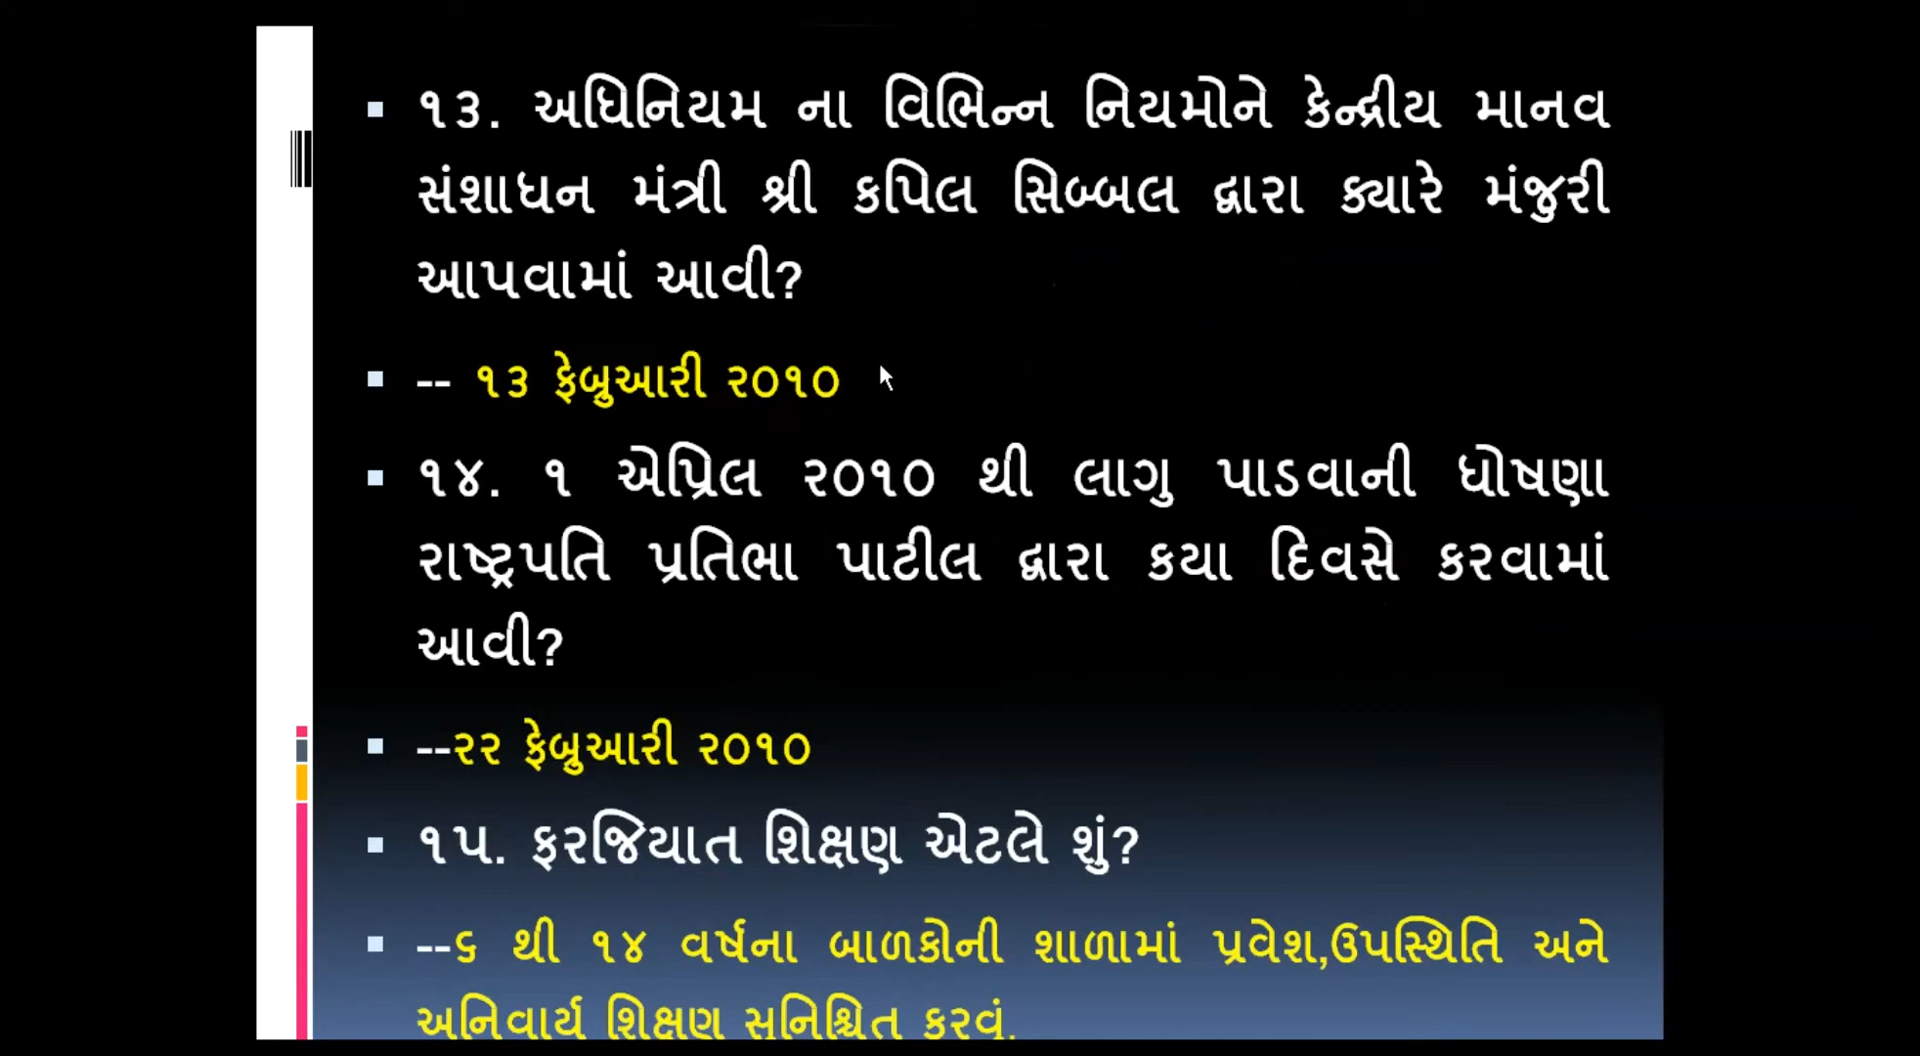 ૧૩. અધિનિયમ ના વિભિન્ન નિયમોને કેન્દ્રીય માનવ
સંશાધન મંત્રી શ્રી કપિલ સિબ્બલ દ્વારા ક્યારે મંજુરી
આપવામાં આવી?
-- ૧૩ ફેબ્રુઆરી ૨૦૧૦
૧૪. ૧ એપ્રિલ ૨૦૧૦ થી લાગુ પાડવાની ધોષણા
રાષ્ટ્રપતિ પ્રતિભા પાટીલ દ્વારા કયા દિવસે કરવામાં
આવી?
--૨૨ ફેબ્રુઆરી ૨૦૧૦
૧૫. ફરજિયાત શિક્ષણ એટલે શું?
--૬ થી ૧૪ વર્ષના બાળકોની શાળામાં પ્રવેશ,ઉપસ્થિતિ અને
અનિવાર્ય શિક્ષણ સુનિશ્ચિત કરવું.